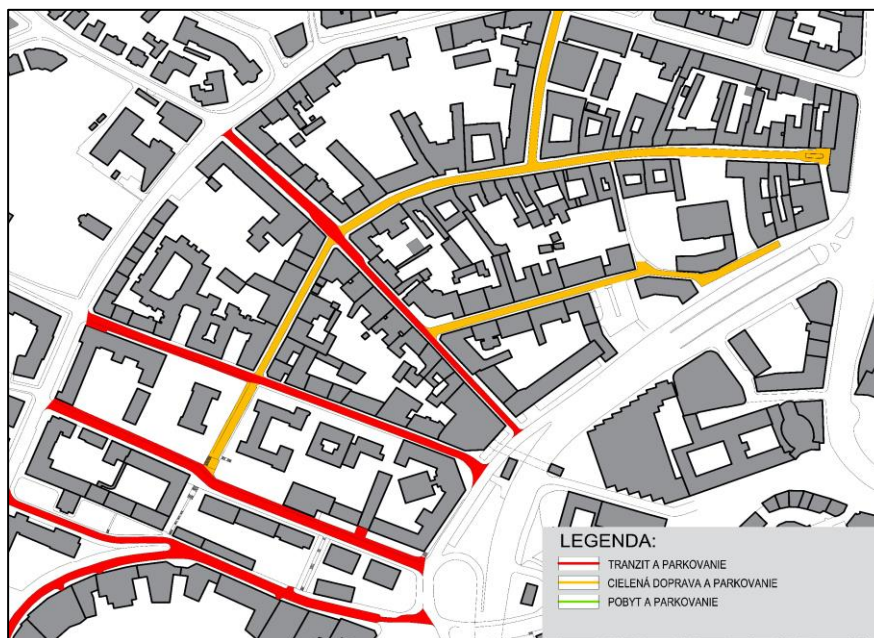 LEGENDA:
TRANZIT A PARKOVANIE
CIELENÁ DOPRAVA A PARKOVANIE
POBYT A PARKOVANIE